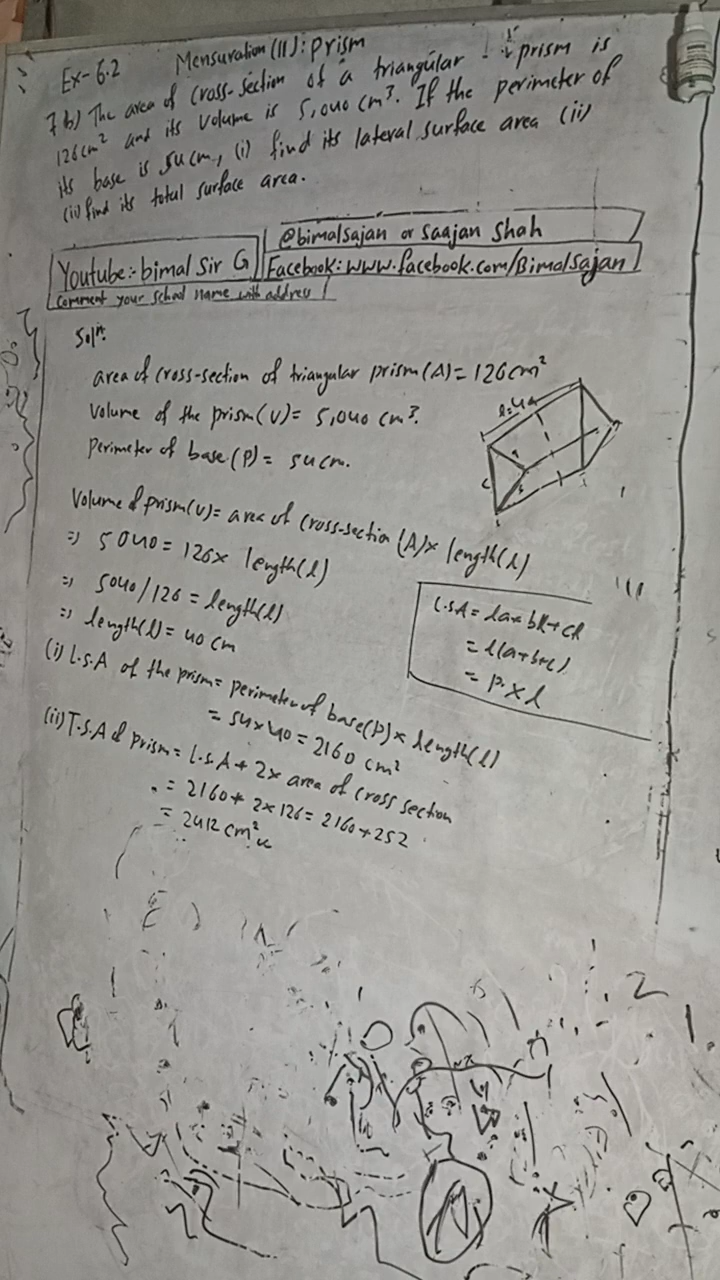 Ex-6.2 Mensuration(II): prism
7 b) The area of cross-section of a triangular prism is
126cm² and its volume is 5,040 cm³. If the perimeter of
its base is 54cm, (i) find its lateral surface area (ii)
(ii) find its total surface area.
@bimalsajan or Saajan Shah
Youtube:- bimal Sir G
Facebook: www.facebook.com/Bimalsajan
comment your school name with address
Solⁿ.
area of cross-section of triangular prism(A)= 126cm²
Volume of the prism(V)= 5,040 cm³.
Perimeter of base(P)= 54cm.
Volume of prism(V)= area of cross-section (A)× length(l)
=> 5040= 126× length(l)
=> 5040/126 = length(l)
=> length(l)= 40 cm
L.S.A= la+ bl+cl
= l(a+b+c)
= P.×l
(i) L.S.A of the prism= perimeter of base(P)× length(l)
= 54×40= 2160 cm²
(ii) T.S.A of prism= L.S.A+ 2× area of cross section
= 2160+ 2×126= 2160+252
= 2412 cm²